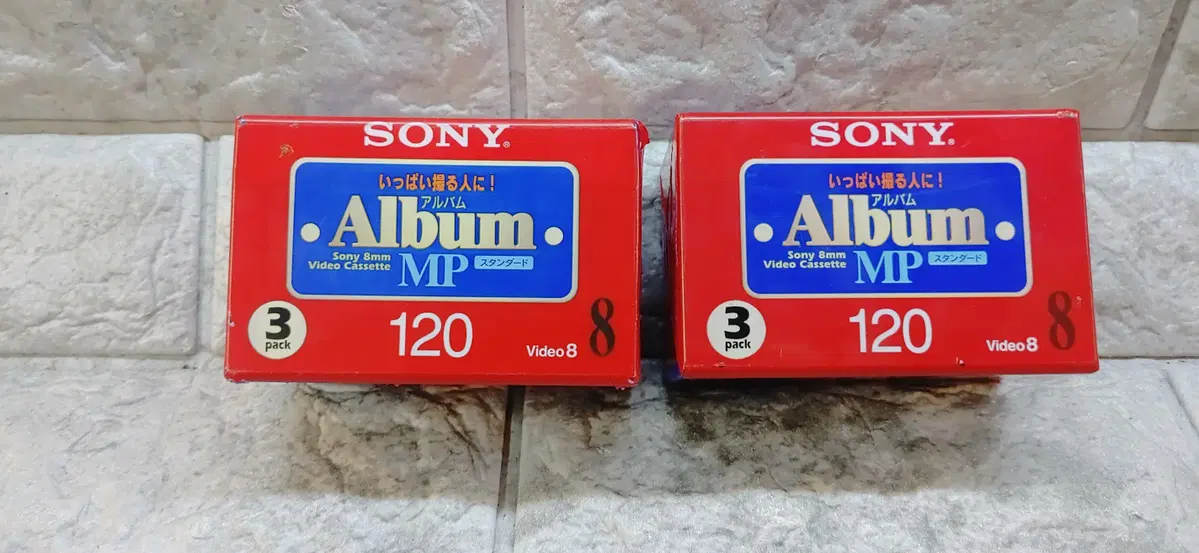 SONY®
いっぱい撮る人に!
アルバム
Album
Sony 8mm
Video Cassette
MP スタンダード
3
pack
120
Video 8
8
SONY®
いっぱい撮る人に!
アルバム
Album
Sony 8mm
Video Cassette
MP スタンダード
3
pack
120
Video 8
8